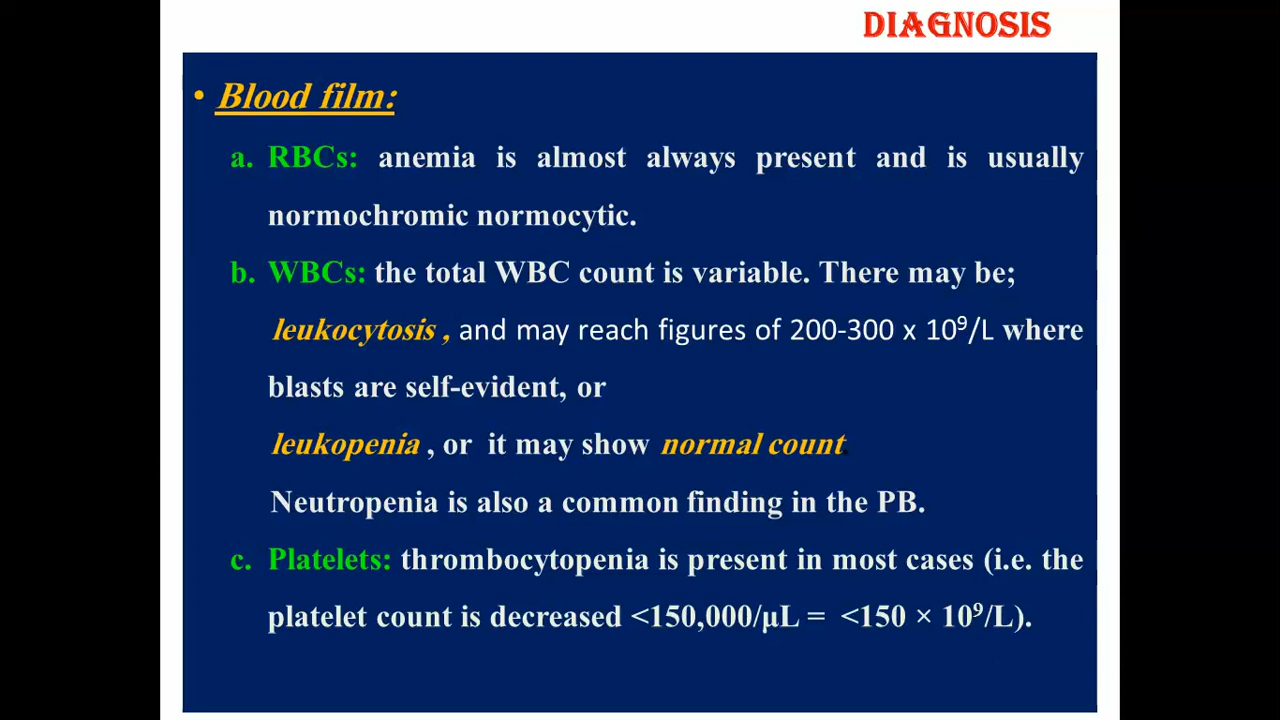 DIAGNOSIS
• Blood film:
a. RBCs: anemia is almost always present and is usually
normochromic normocytic.
b. WBCs: the total WBC count is variable. There may be;
leukocytosis , and may reach figures of 200-300 x 10⁹/L where
blasts are self-evident, or
leukopenia , or it may show normal count.
Neutropenia is also a common finding in the PB.
c. Platelets: thrombocytopenia is present in most cases (i.e. the
platelet count is decreased <150,000/μL = <150 × 10⁹/L).